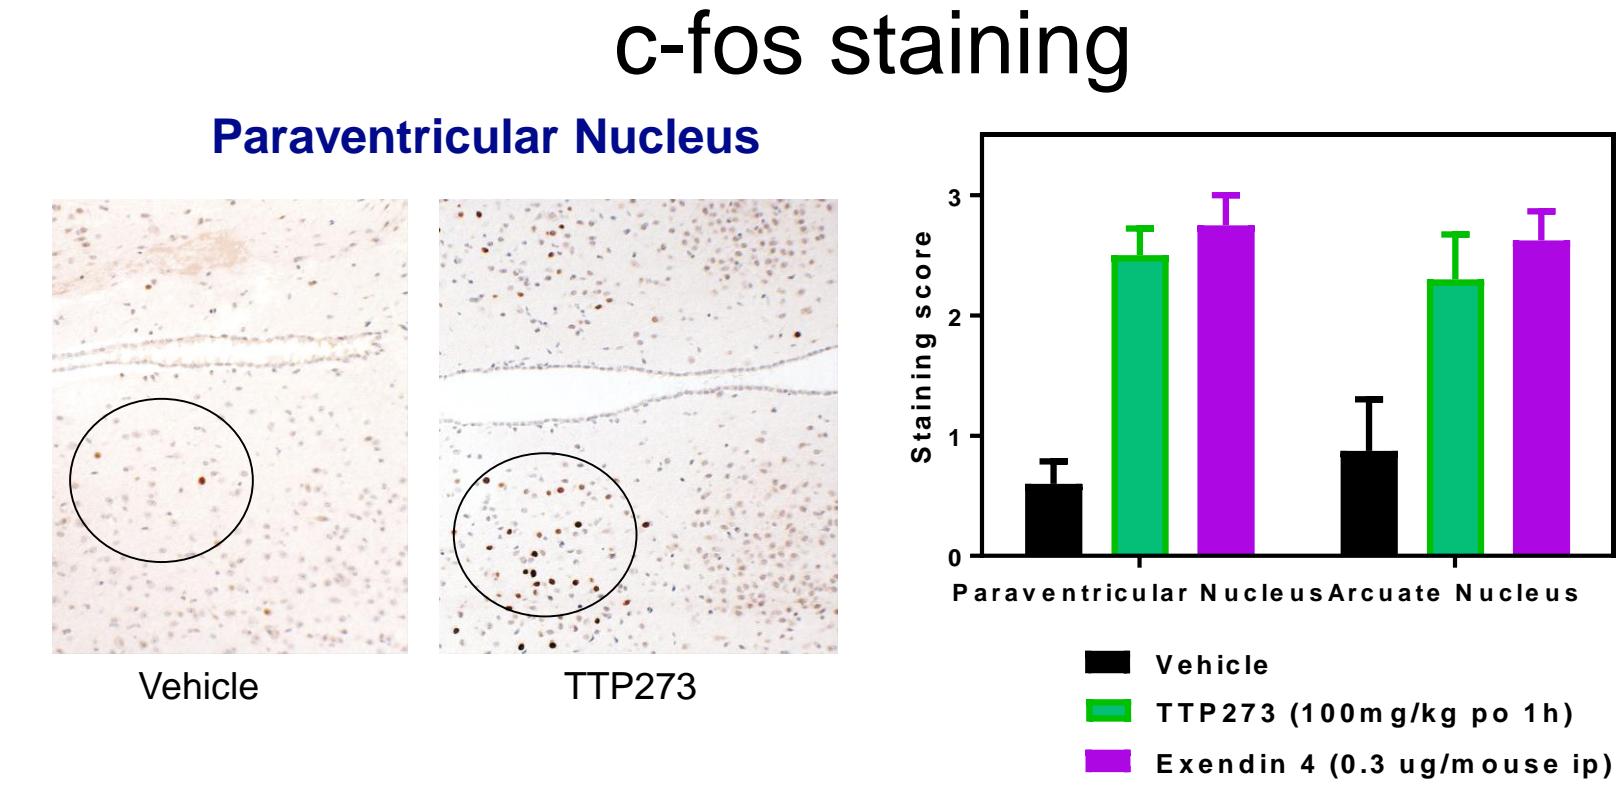 c-fos staining
Paraventricular Nucleus
Vehicle
TTP273
Staining score
3
2
1
0
Paraventricular Nucleus Arcuate Nucleus
Vehicle
TTP273 (100mg/kg po 1h)
Exendin 4 (0.3 ug/mouse ip)